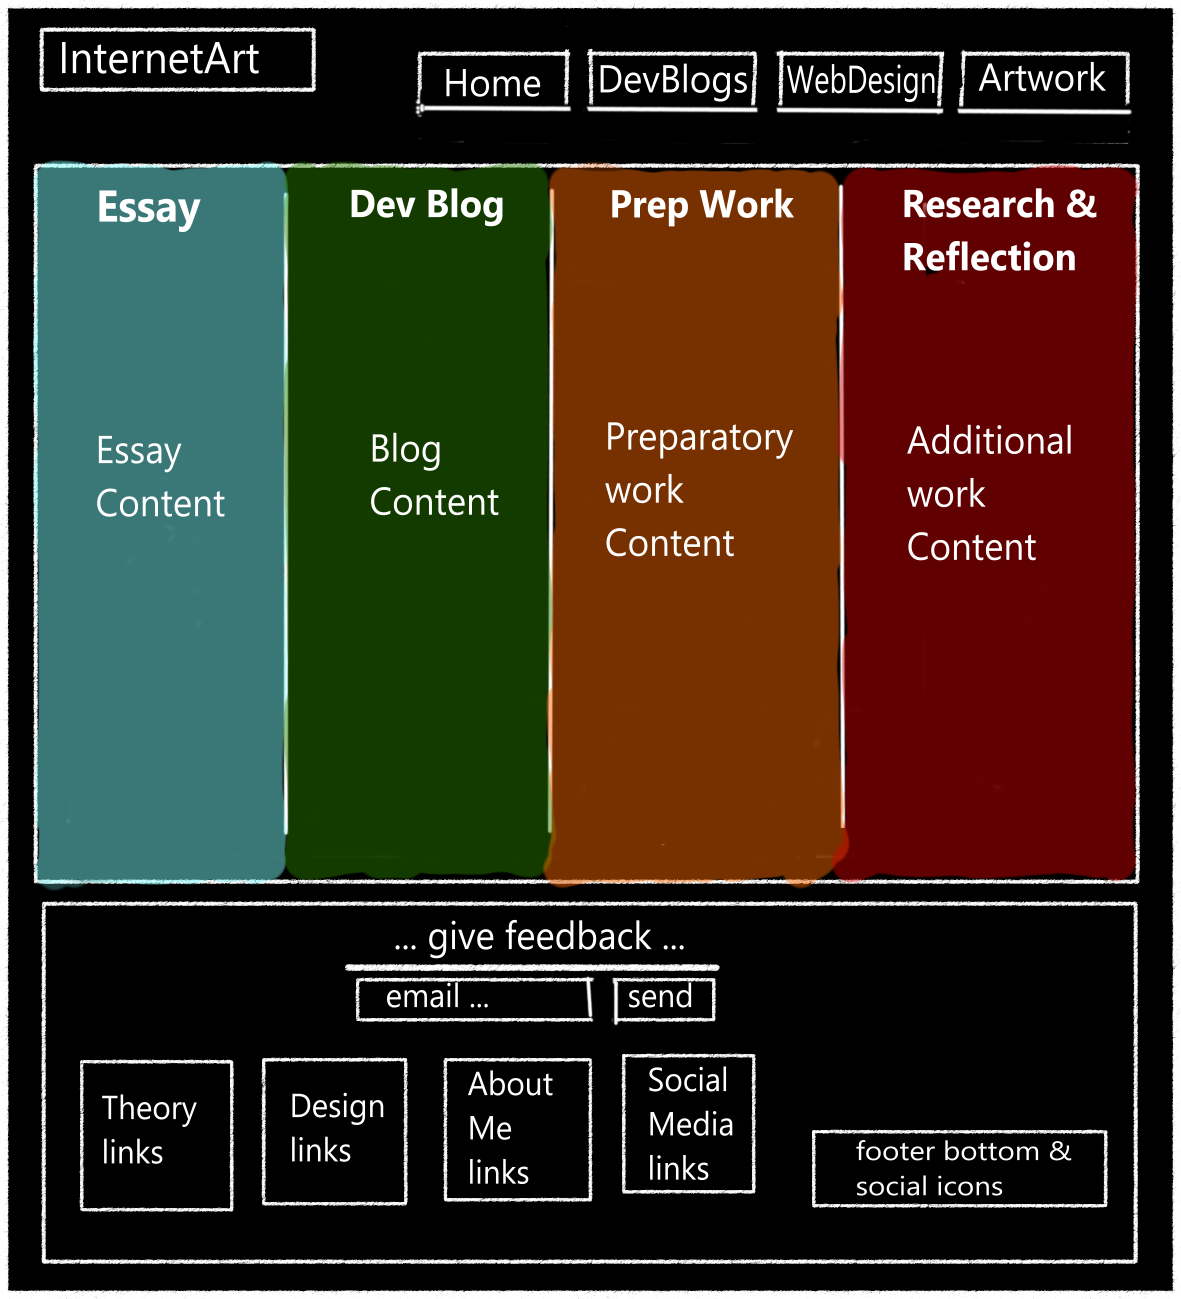 InternetArt
Home
DevBlogs
WebDesign
Artwork
Essay
Dev Blog
Prep Work
Research &
Reflection
Essay
Content
Blog
Content
Preparatory
work
Content
Additional
work
Content
... give feedback ...
email ...
send
Theory
links
Design
links
About
Me
links
Social
Media
links
footer bottom &
social icons